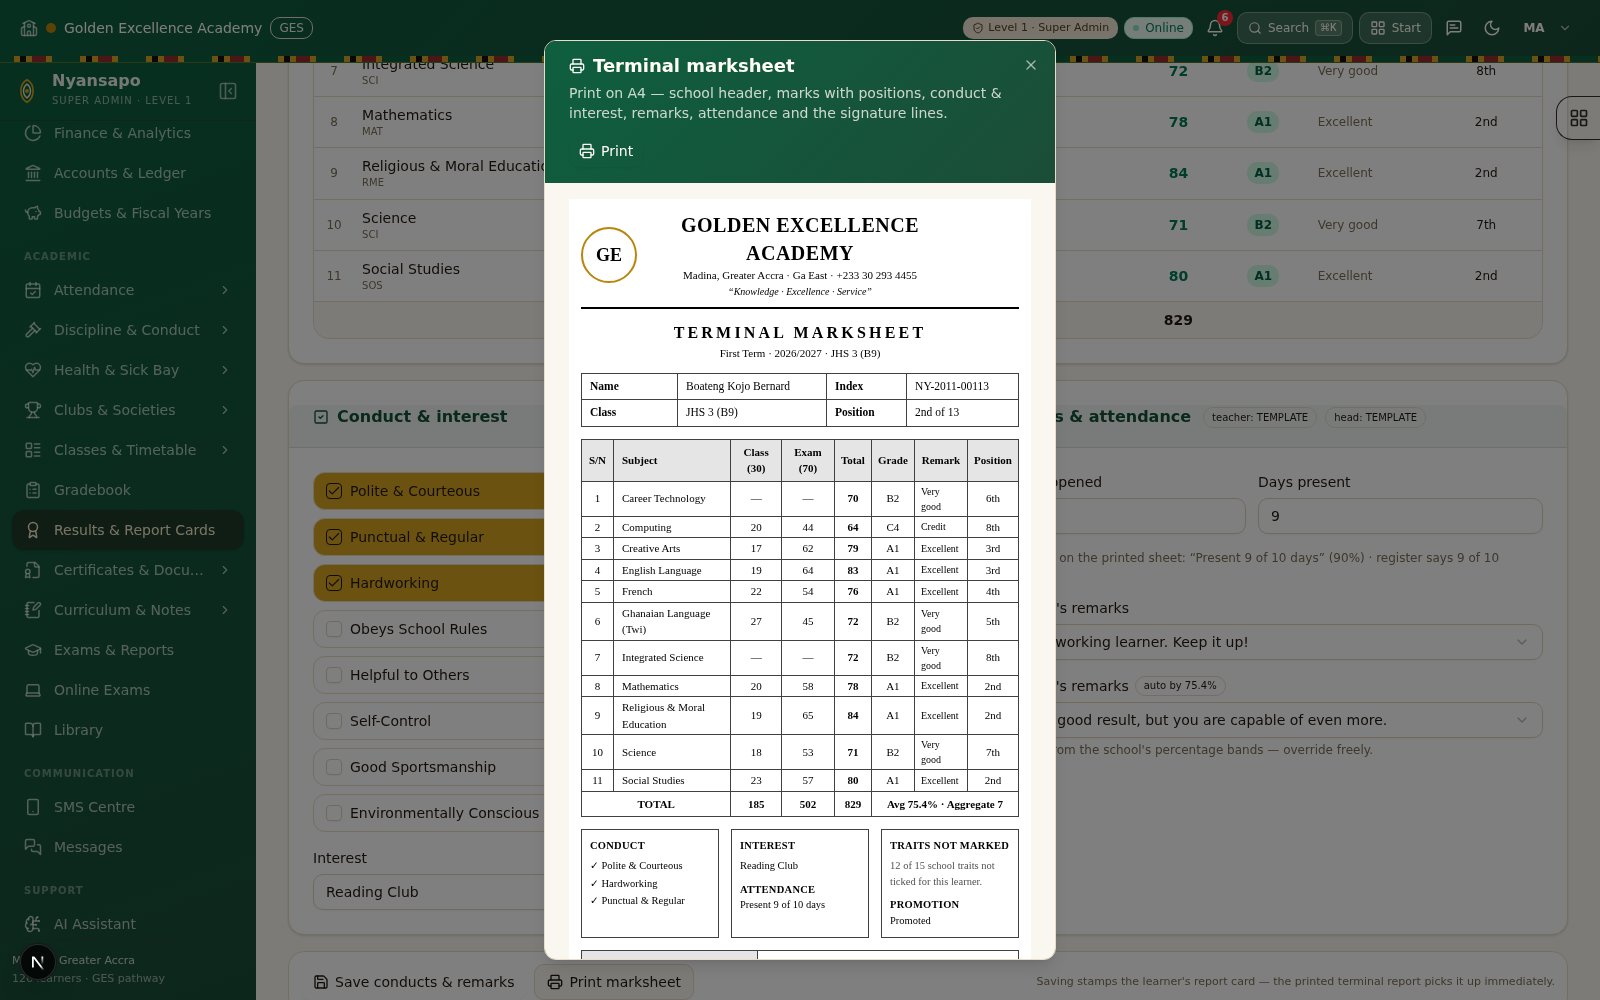 Golden Excellence Academy GES
Level 1 · Super Admin Online 6 Search ⌘K Start MA
Nyansapo
SUPER ADMIN · LEVEL 1
Finance & Analytics
Accounts & Ledger
Budgets & Fiscal Years
ACADEMIC
Attendance
Discipline & Conduct
Health & Sick Bay
Clubs & Societies
Classes & Timetable
Gradebook
Results & Report Cards
Certificates & Docu...
Curriculum & Notes
Exams & Reports
Online Exams
Library
COMMUNICATION
SMS Centre
Messages
SUPPORT
AI Assistant
Greater Accra
learners · GES pathway
N
7 Integrated Science 72 B2 Very good 8th
SCI
8 Mathematics 78 A1 Excellent 2nd
MAT
9 Religious & Moral Educatio 84 A1 Excellent 2nd
RME
10 Science 71 B2 Very good 7th
SCI
11 Social Studies 80 A1 Excellent 2nd
SOS
829
Conduct & interest
Polite & Courteous
Punctual & Regular
Hardworking
Obeys School Rules
Helpful to Others
Self-Control
Good Sportsmanship
Environmentally Conscious
Interest
Reading Club
s & attendance teacher: TEMPLATE head: TEMPLATE
opened Days present
9
on the printed sheet: “Present 9 of 10 days” (90%) · register says 9 of 10
's remarks
working learner. Keep it up!
's remarks auto by 75.4%
good result, but you are capable of even more.
om the school's percentage bands — override freely.
Save conducts & remarks Print marksheet
Saving stamps the learner's report card — the printed terminal report picks it up immediately.
Terminal marksheet
Print on A4 — school header, marks with positions, conduct &
interest, remarks, attendance and the signature lines.
Print
GE
GOLDEN EXCELLENCE
ACADEMY
Madina, Greater Accra · Ga East · +233 30 293 4455
“Knowledge · Excellence · Service”
TERMINAL MARKSHEET
First Term · 2026/2027 · JHS 3 (B9)
Name Boateng Kojo Bernard Index NY-2011-00113
Class JHS 3 (B9) Position 2nd of 13
S/N Subject Class (30) Exam (70) Total Grade Remark Position
1 Career Technology — — 70 B2 Very good 6th
2 Computing 20 44 64 C4 Credit 8th
3 Creative Arts 17 62 79 A1 Excellent 3rd
4 English Language 19 64 83 A1 Excellent 3rd
5 French 22 54 76 A1 Excellent 4th
6 Ghanaian Language (Twi) 27 45 72 B2 Very good 5th
7 Integrated Science — — 72 B2 Very good 8th
8 Mathematics 20 58 78 A1 Excellent 2nd
9 Religious & Moral Education 19 65 84 A1 Excellent 2nd
10 Science 18 53 71 B2 Very good 7th
11 Social Studies 23 57 80 A1 Excellent 2nd
TOTAL 185 502 829 Avg 75.4% · Aggregate 7
CONDUCT
✓ Polite & Courteous
✓ Hardworking
✓ Punctual & Regular
INTEREST
Reading Club
ATTENDANCE
Present 9 of 10 days
TRAITS NOT MARKED
12 of 15 school traits not
ticked for this learner.
PROMOTION
Promoted